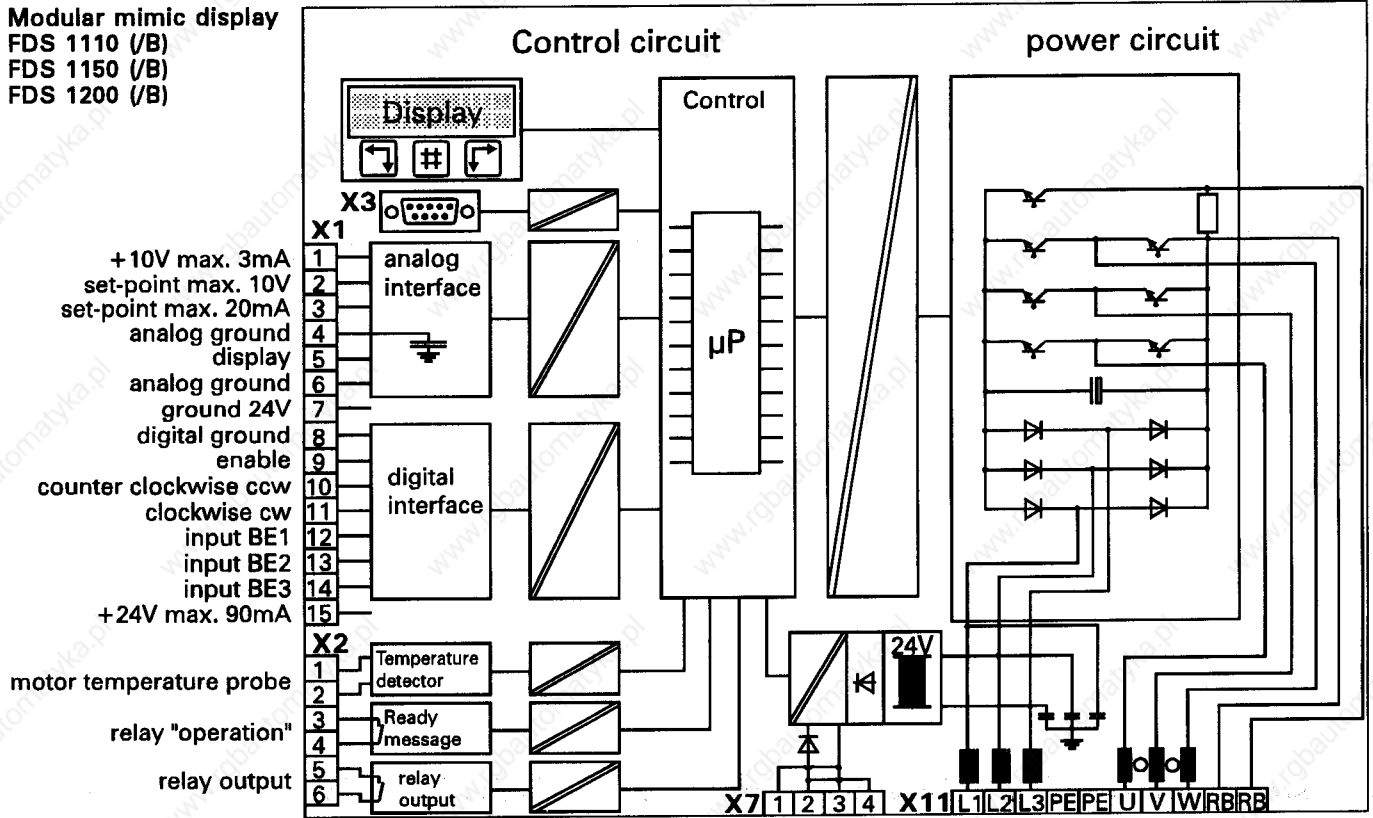 Modular mimic display
FDS 1110 (/B)
FDS 1150 (/B)
FDS 1200 (/B)
Control circuit
power circuit
Display
#
Control
µP
X3
X1
+10V max. 3mA 1
set-point max. 10V 2
set-point max. 20mA 3
analog ground 4
display 5
analog ground 6
ground 24V 7
digital ground 8
enable 9
counter clockwise ccw 10
clockwise cw 11
input BE1 12
input BE2 13
input BE3 14
+24V max. 90mA 15
analog
interface
digital
interface
X2
motor temperature probe
1
2
relay "operation"
3
4
relay output
5
6
Temperature
detector
Ready
message
relay
output
24V
X7 1 2 3 4
X11 L1 L2 L3 PE PE U V W RB RB
www.rgbautomatyka.pl